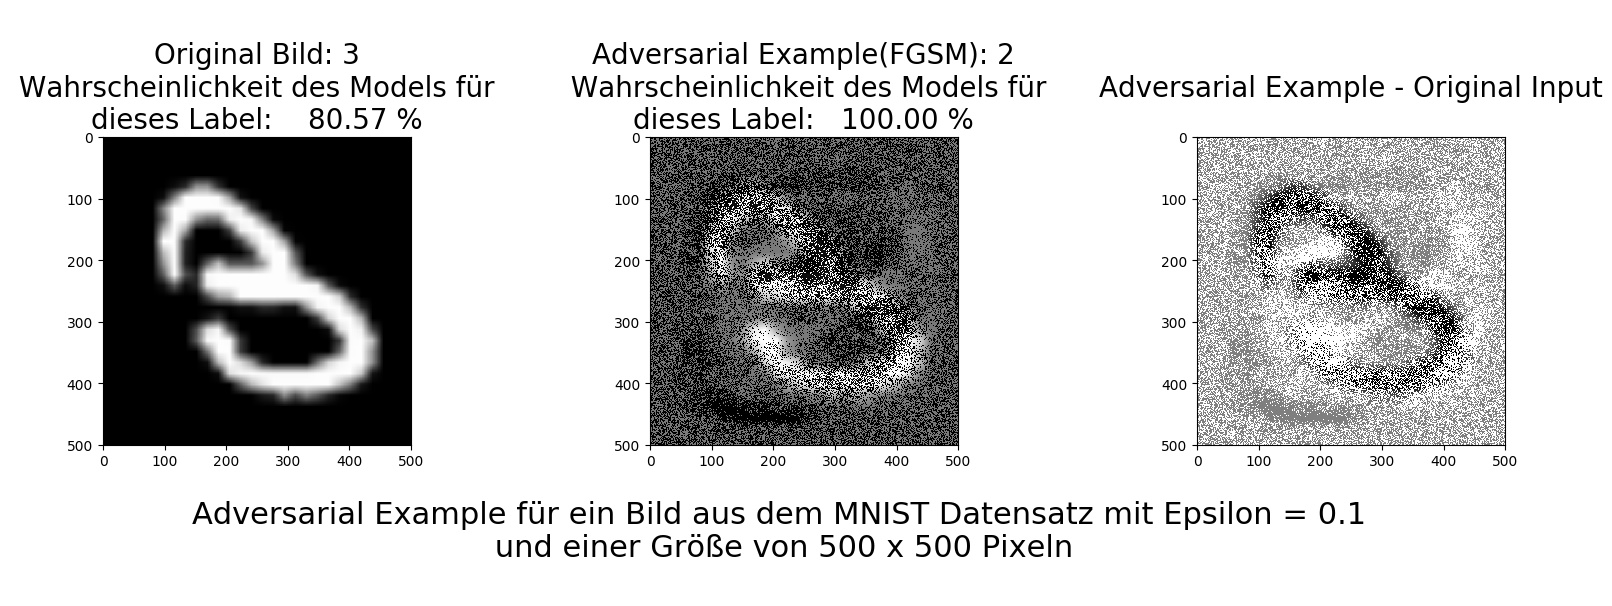 Original Bild: 3
Wahrscheinlichkeit des Models für
dieses Label: 80.57 %
Adversarial Example(FGSM): 2
Wahrscheinlichkeit des Models für
dieses Label: 100.00 %
Adversarial Example - Original Input
0
100
200
300
400
500
0 100 200 300 400 500
0
100
200
300
400
500
0 100 200 300 400 500
0
100
200
300
400
500
0 100 200 300 400 500
Adversarial Example für ein Bild aus dem MNIST Datensatz mit Epsilon = 0.1
und einer Größe von 500 x 500 Pixeln